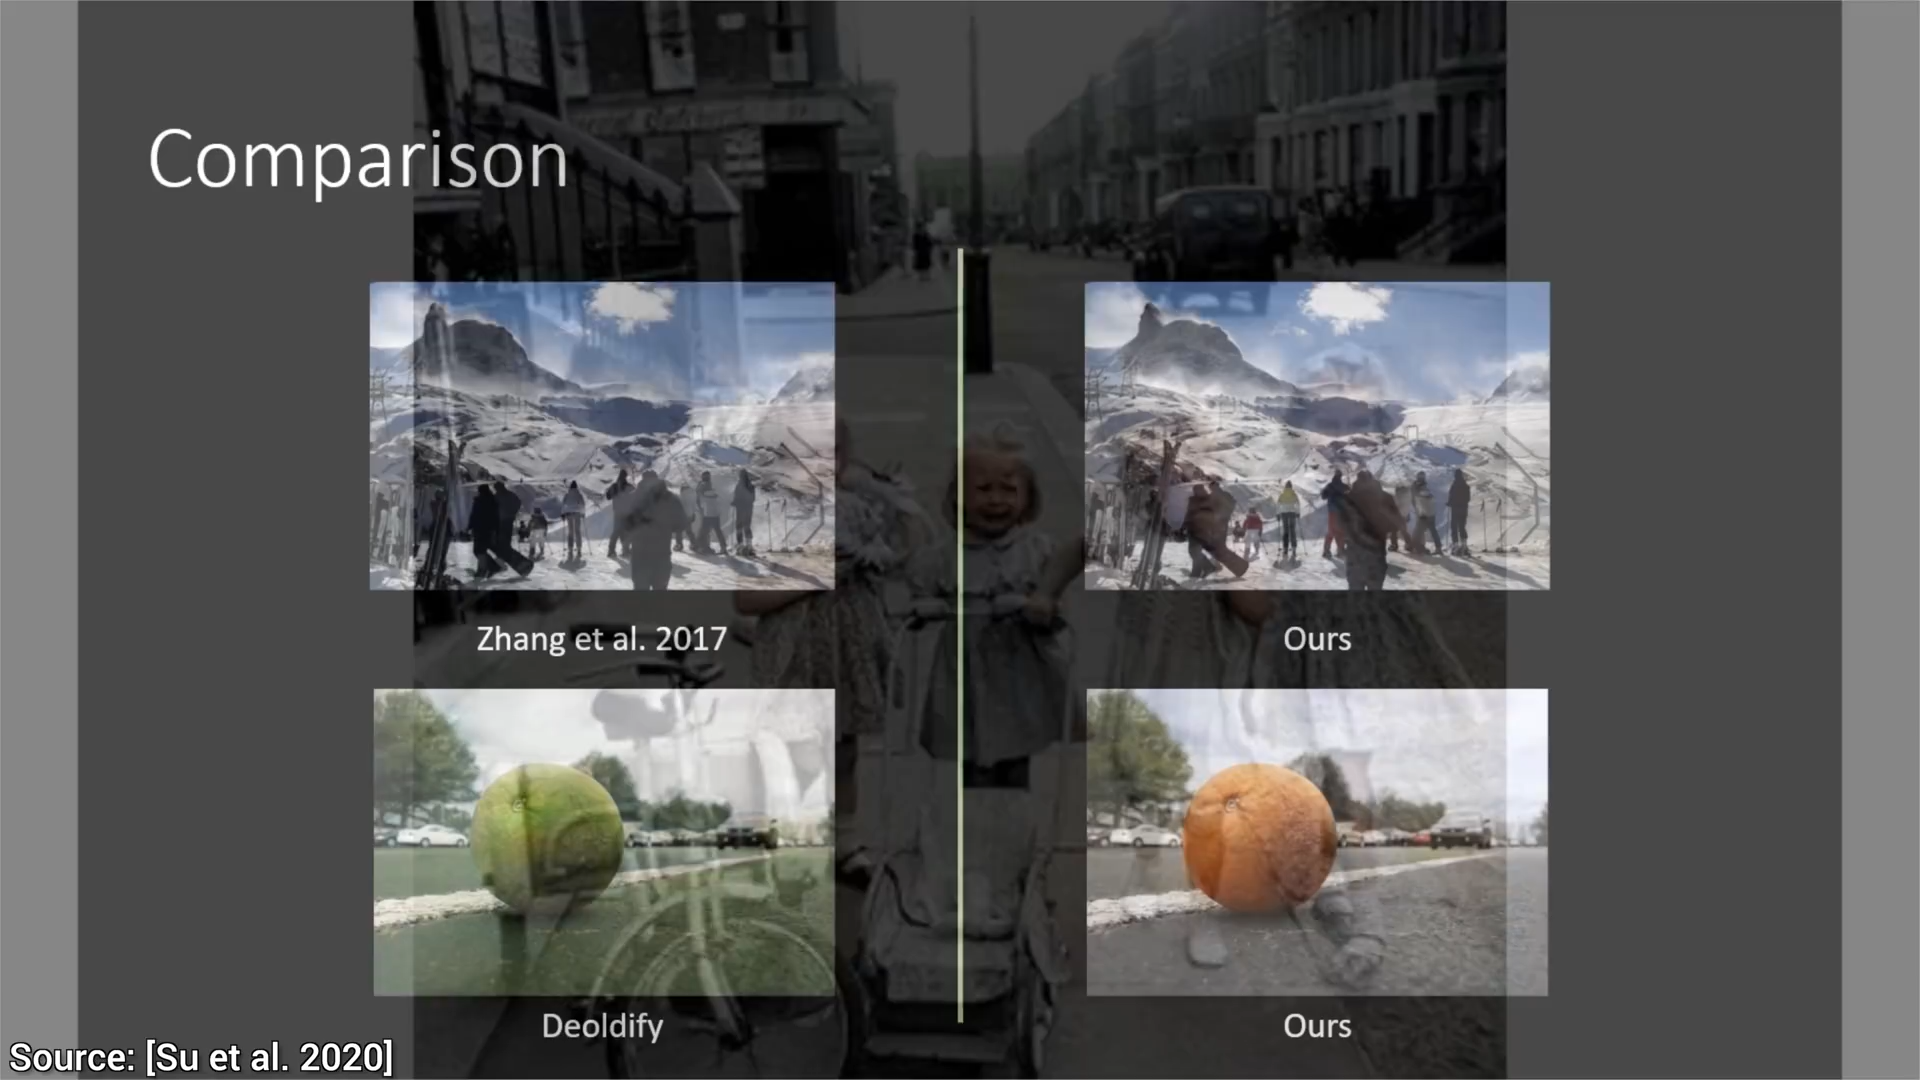 Comparison
Zhang et al. 2017
Ours
Deoldify
Ours
Source: [Su et al. 2020]